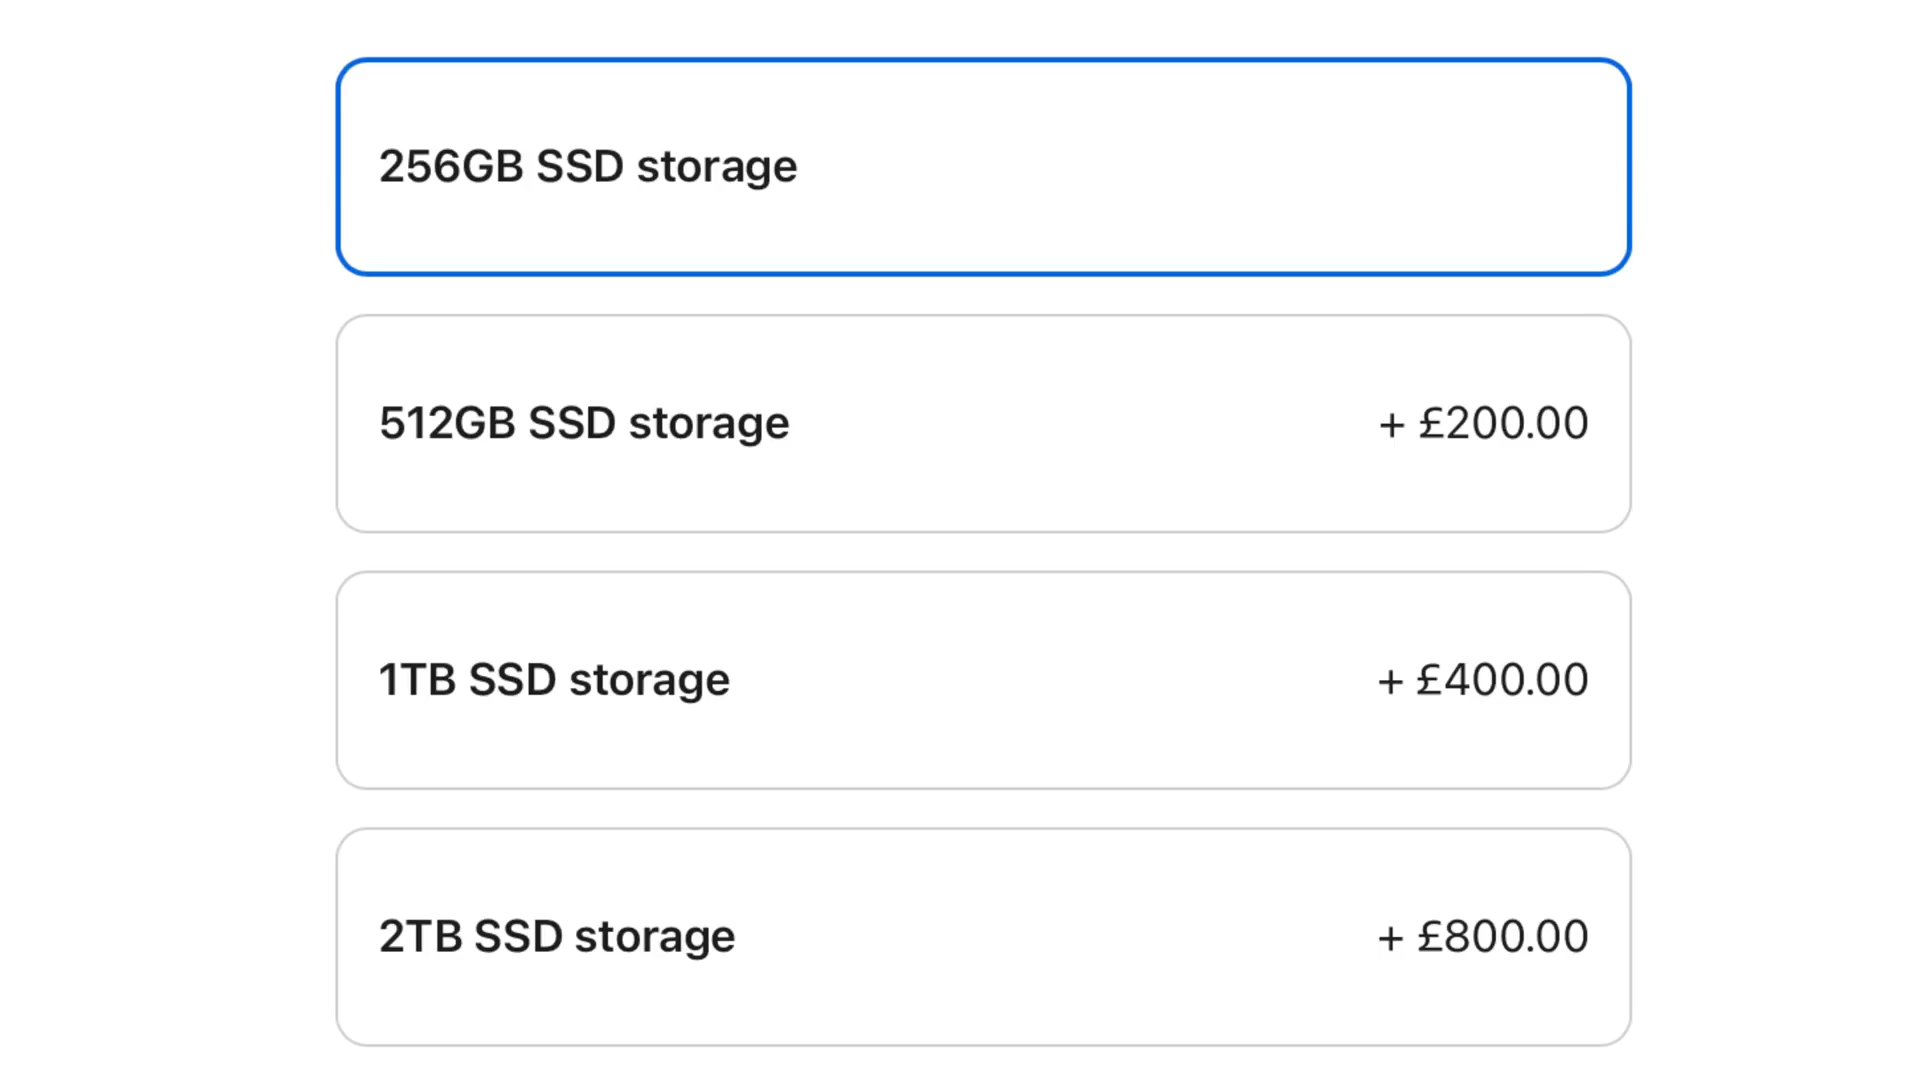 256GB SSD storage
512GB SSD storage + £200.00
1TB SSD storage + £400.00
2TB SSD storage + £800.00